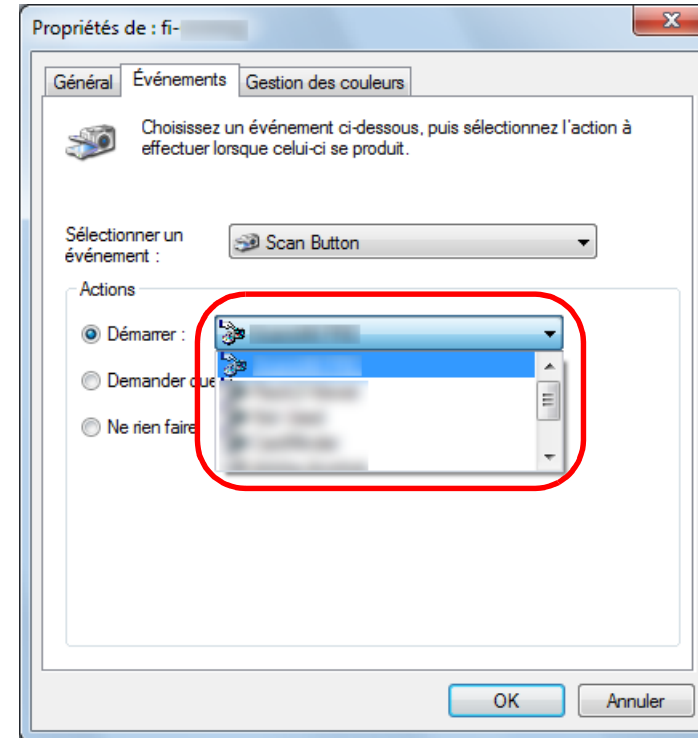 Propriétés de : fi-
Général
Événements
Gestion des couleurs
Choisissez un événement ci-dessous, puis sélectionnez l'action à
effectuer lorsque celui-ci se produit.
Sélectionner un
événement :
Scan Button
Actions
Démarrer :
Demander
Ne rien faire
OK
Annuler